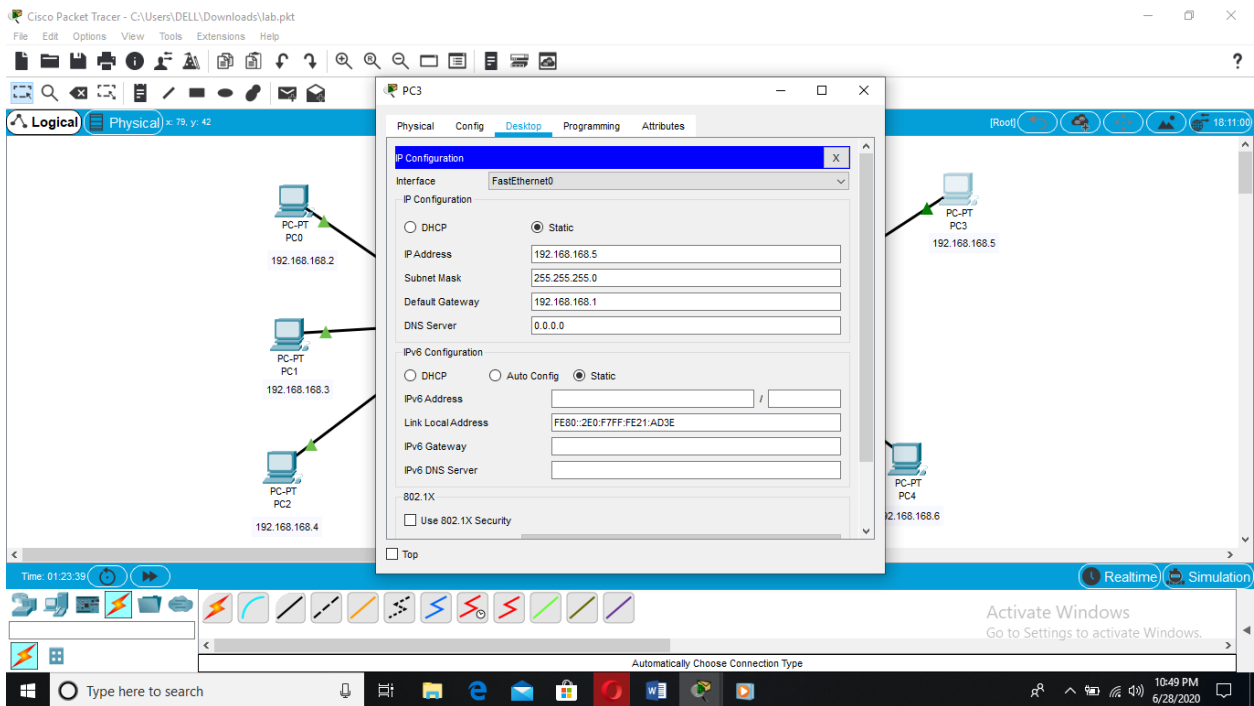 Cisco Packet Tracer - C:\Users\DELL\Downloads\lab.pkt
File Edit Options View Tools Extensions Help
?
PC3
Logical
Physical
x: 79, y: 42
[Root]
18:11:00
Physical Config Desktop Programming Attributes
IP Configuration
X
Interface FastEthernet0
IP Configuration
DHCP Static
IP Address 192.168.168.5
Subnet Mask 255.255.255.0
Default Gateway 192.168.168.1
DNS Server 0.0.0.0
IPv6 Configuration
DHCP Auto Config Static
IPv6 Address /
Link Local Address FE80::2E0:F7FF:FE21:AD3E
IPv6 Gateway
IPv6 DNS Server
802.1X
Use 802.1X Security
Top
PC-PT
PC0
192.168.168.2
PC-PT
PC1
192.168.168.3
PC-PT
PC2
192.168.168.4
PC-PT
PC3
192.168.168.5
PC-PT
PC4
92.168.168.6
Time: 01:23:39
Realtime
Simulation
Activate Windows
Go to Settings to activate Windows.
Automatically Choose Connection Type
Type here to search
10:49 PM
6/28/2020